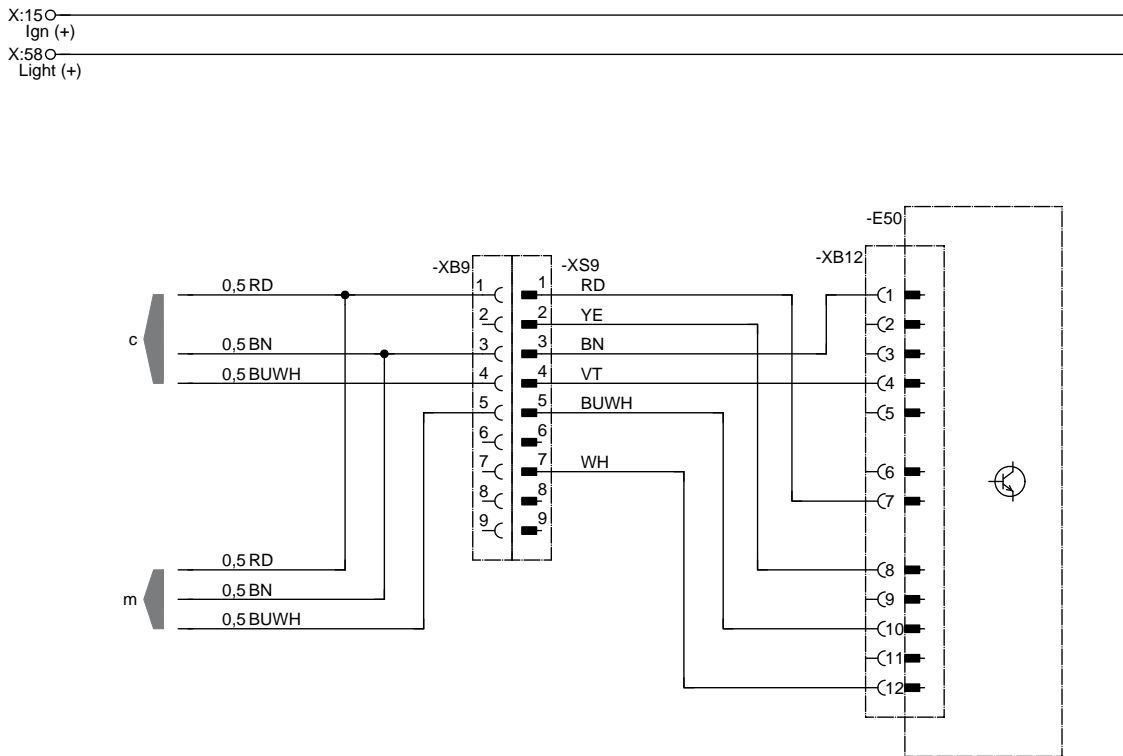 X:15
Ign (+)
X:58
Light (+)
-E50
-XB12
-XB9
-XS9
0,5 RD 1 1 RD 1
2 2 YE 2
c
0,5 BN 3 3 BN 3
0,5 BUWH 4 4 VT 4
5 5 BUWH 5
6 6
7 7 WH 6
8 8 7
9 9
0,5 RD 8
m 0,5 BN 9
0,5 BUWH 10
11
12